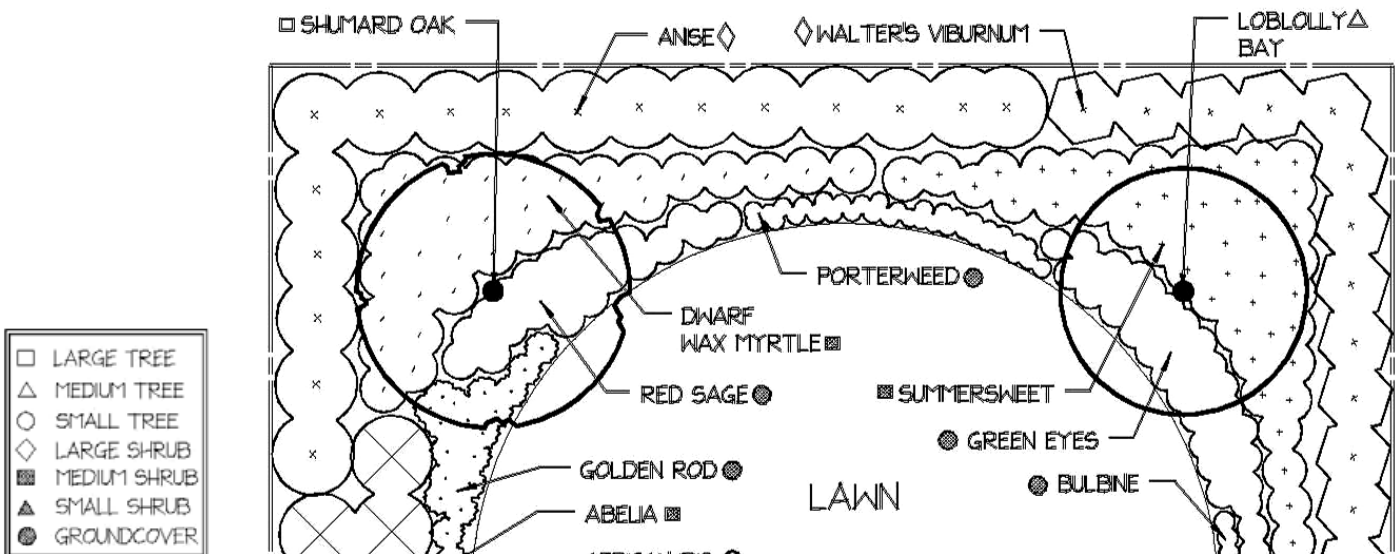 SHUMARD OAK
ANISE
WALTER'S VIBURNUM
LOBLOLLY
BAY
PORTERWEED
DWARF
WAX MYRTLE
RED SAGE
SUMMERSWEET
GREEN EYES
GOLDEN ROD
BULBINE
LAWN
ABELIA
LARGE TREE
MEDIUM TREE
SMALL TREE
LARGE SHRUB
MEDIUM SHRUB
SMALL SHRUB
GROUNDCOVER